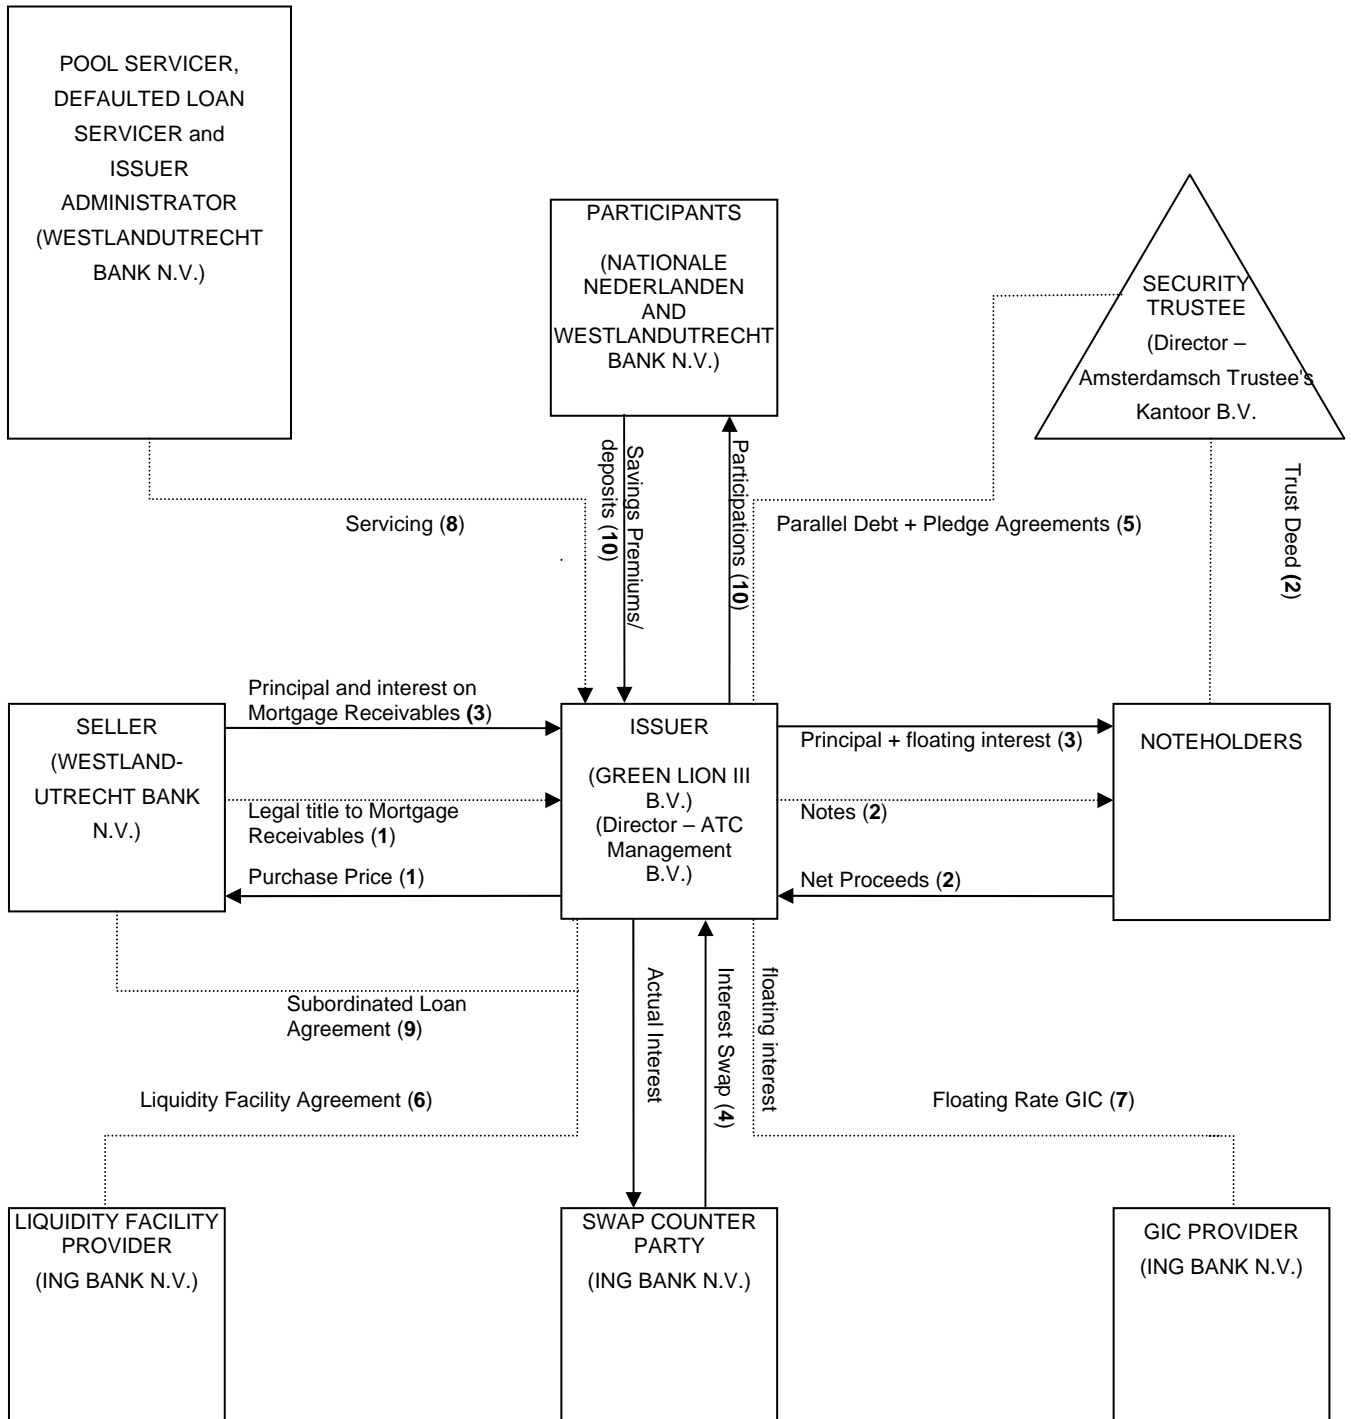 POOL SERVICER,
DEFAULTED LOAN
SERVICER and
ISSUER
ADMINISTRATOR
(WESTLANDUTRECHT
BANK N.V.)
PARTICIPANTS
(NATIONALE
NEDERLANDEN
AND
WESTLANDUTRECHT
BANK N.V.)
SECURITY
TRUSTEE
(Director –
Amsterdamsch Trustee's
Kantoor B.V.
Servicing (8)
Savings Premiums/
deposits (10)
Participations (10)
Parallel Debt + Pledge Agreements (5)
Trust Deed (2)
SELLER
(WESTLAND-
UTRECHT BANK
N.V.)
Principal and interest on
Mortgage Receivables (3)
Legal title to Mortgage
Receivables (1)
Purchase Price (1)
ISSUER
(GREEN LION III
B.V.)
(Director – ATC
Management
B.V.)
Principal + floating interest (3)
Notes (2)
Net Proceeds (2)
NOTEHOLDERS
Subordinated Loan
Agreement (9)
Actual Interest
Interest Swap (4)
floating interest
Liquidity Facility Agreement (6)
Floating Rate GIC (7)
LIQUIDITY FACILITY
PROVIDER
(ING BANK N.V.)
SWAP COUNTER
PARTY
(ING BANK N.V.)
GIC PROVIDER
(ING BANK N.V.)